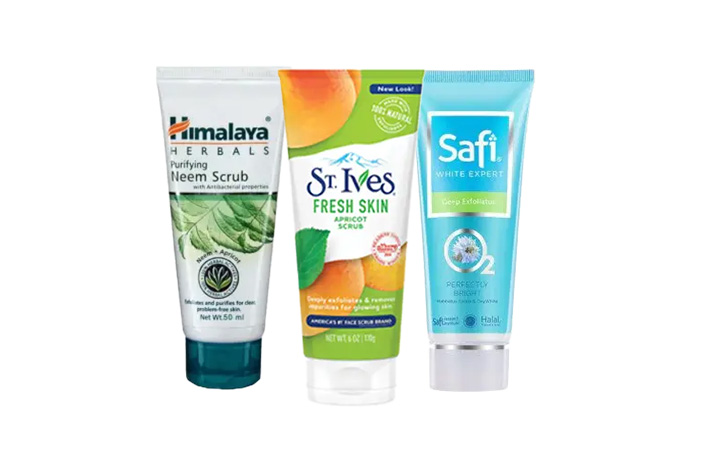 Himalaya
HERBALS
Purifying
Neem Scrub
with Antibacterial properties
Neem + Apricot
Exfoliates and purifies for clear,
problem-free skin.
Net Wt.50 ml
New Look!
100% NATURAL
ST. IVES
FRESH SKIN
APRICOT
SCRUB
Deeply exfoliates & removes
impurities for glowing skin
AMERICA'S #1 FACE SCRUB BRAND
NET WT. 6 OZ / 170g
Safi
WHITE EXPERT
Deep Exfoliator
O2
PERFECTLY
BRIGHT
Safi
Halal